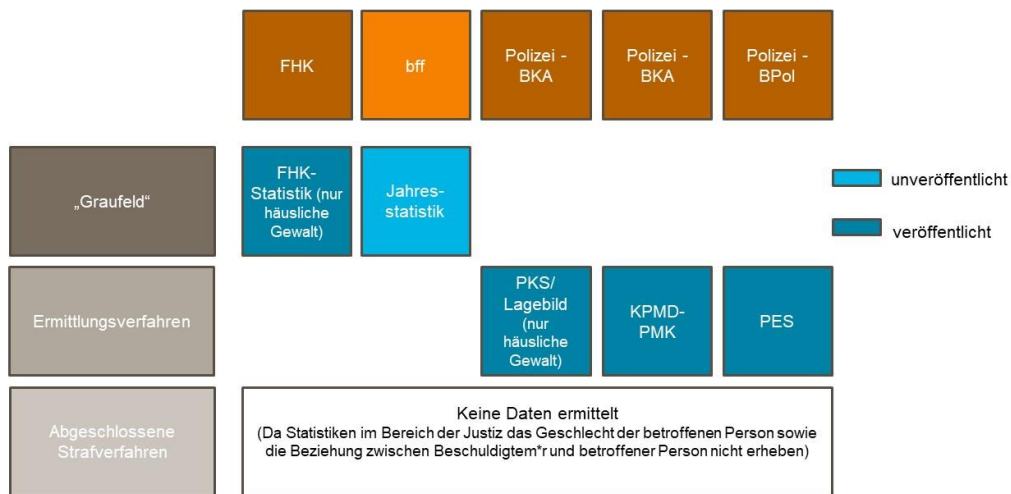 FHK
bff
Polizei -
BKA
Polizei -
BKA
Polizei -
BPol
„Graufeld“
FHK-
Statistik (nur
häusliche
Gewalt)
Jahres-
statistik
unveröffentlicht
veröffentlicht
Ermittlungsverfahren
PKS/
Lagebild
(nur
häusliche
Gewalt)
KPMD-
PMK
PES
Abgeschlossene
Strafverfahren
Keine Daten ermittelt
(Da Statistiken im Bereich der Justiz das Geschlecht der betroffenen Person sowie
die Beziehung zwischen Beschuldigtem*r und betroffener Person nicht erheben)